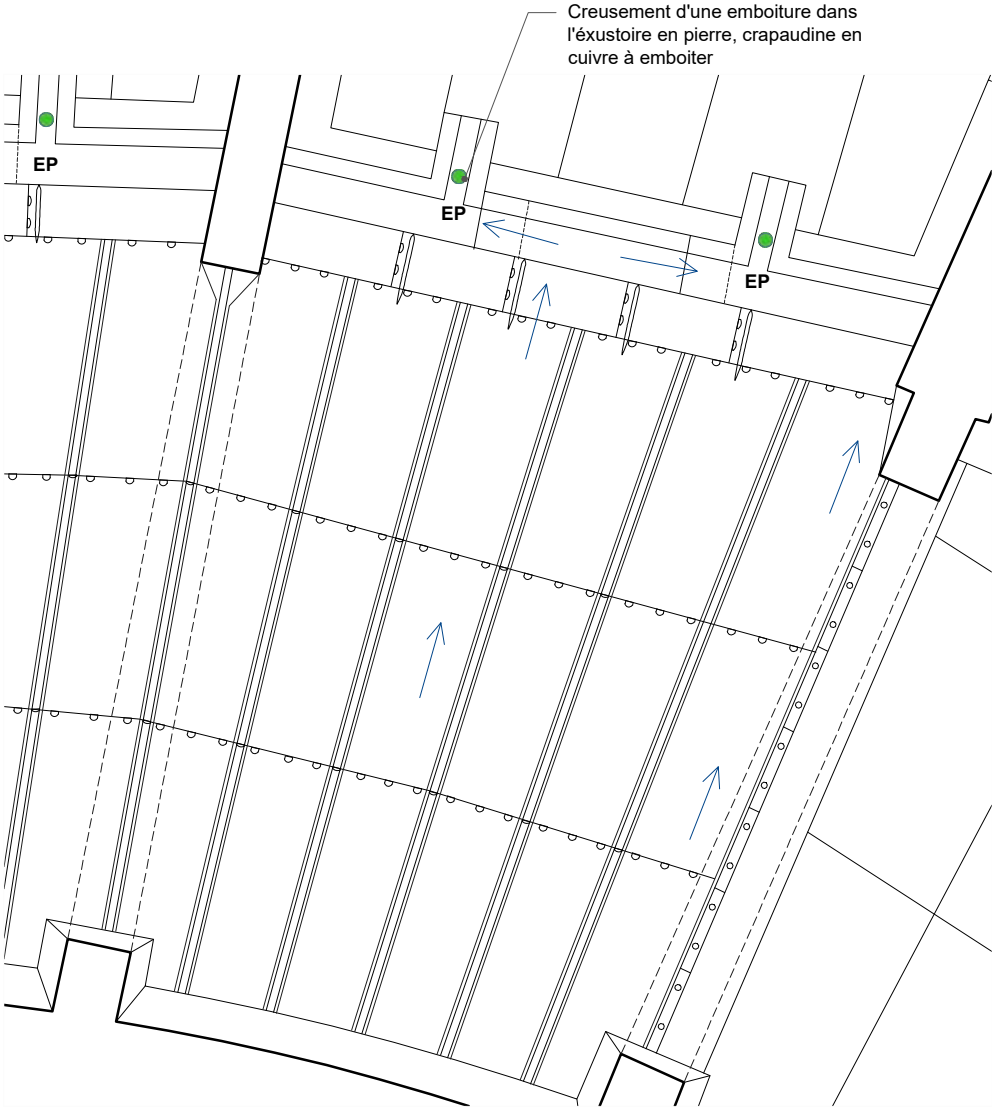 Creusement d'une emboiture dans
l'éxustoire en pierre, crapaudine en
cuivre à emboiter
EP
EP
EP